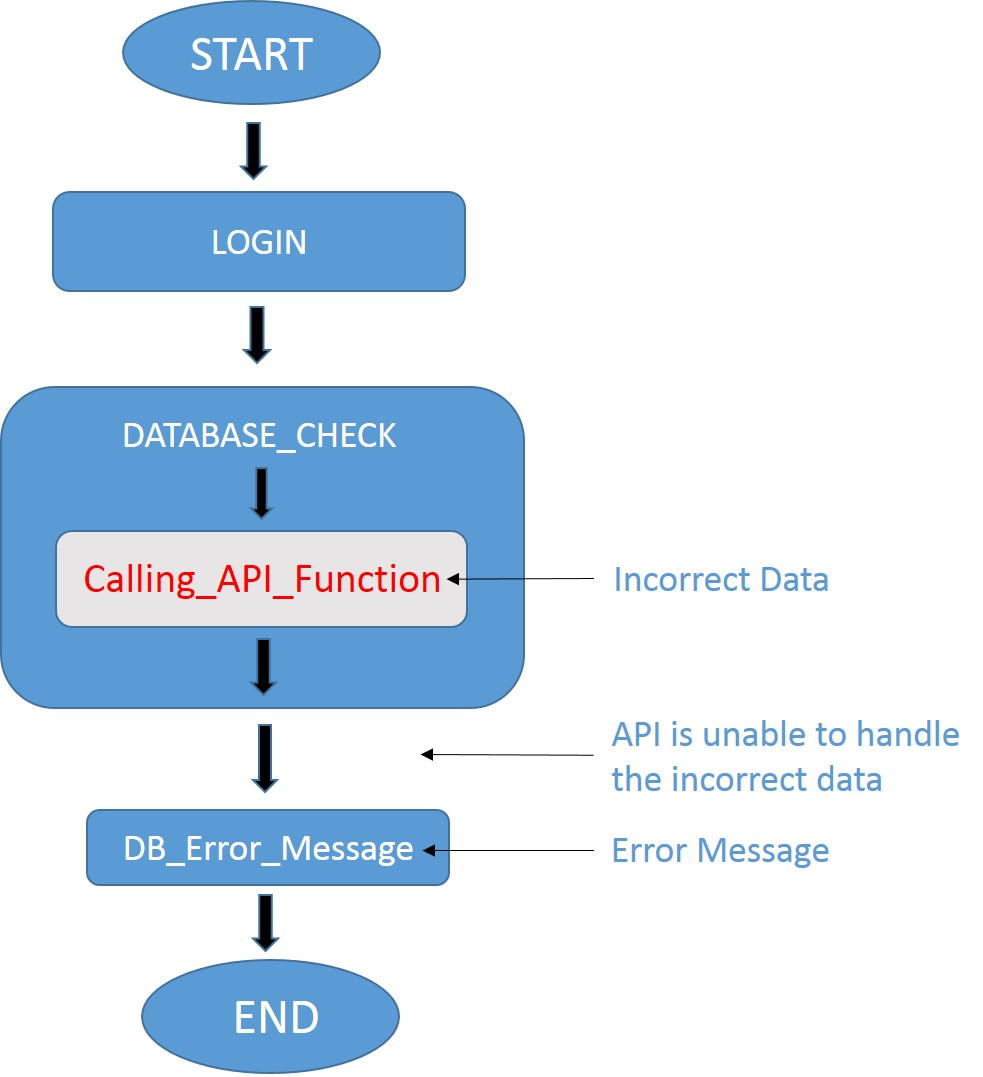 START
LOGIN
DATABASE_CHECK
Calling_API_Function
Incorrect Data
API is unable to handle
the incorrect data
DB_Error_Message
Error Message
END